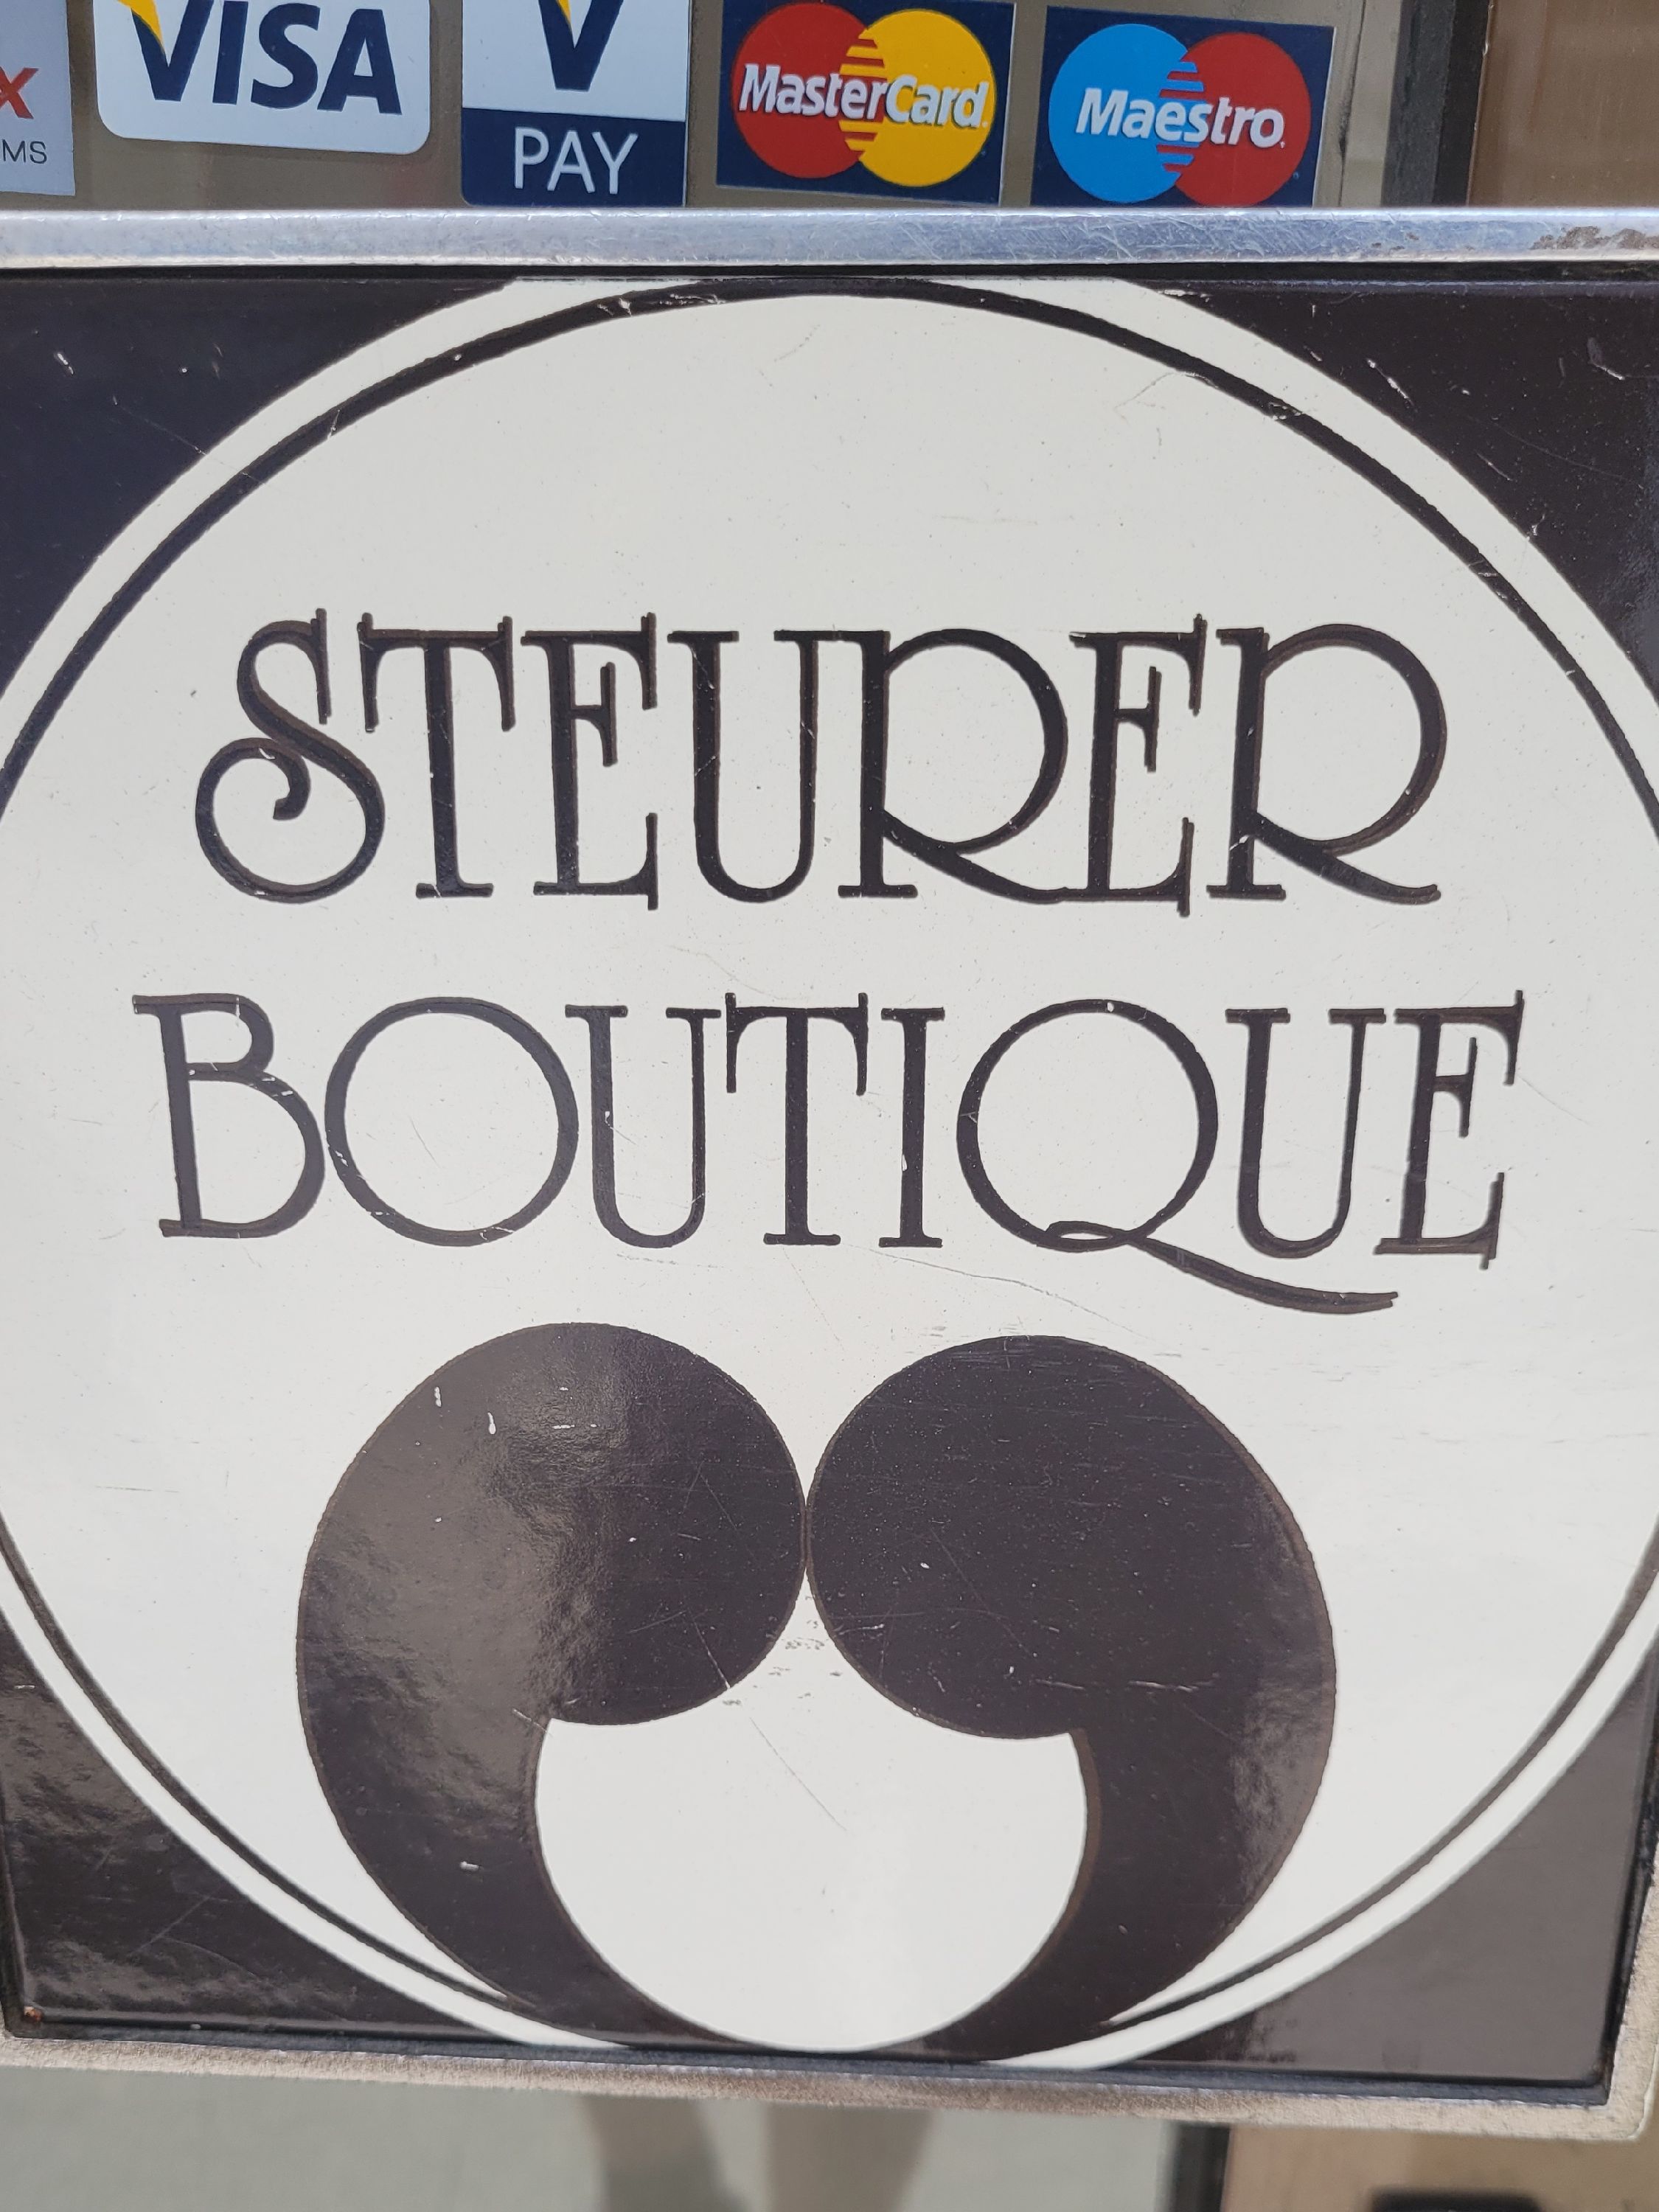 VISA
V
PAY
MasterCard
Maestro
STEURER
BOUTIQUE